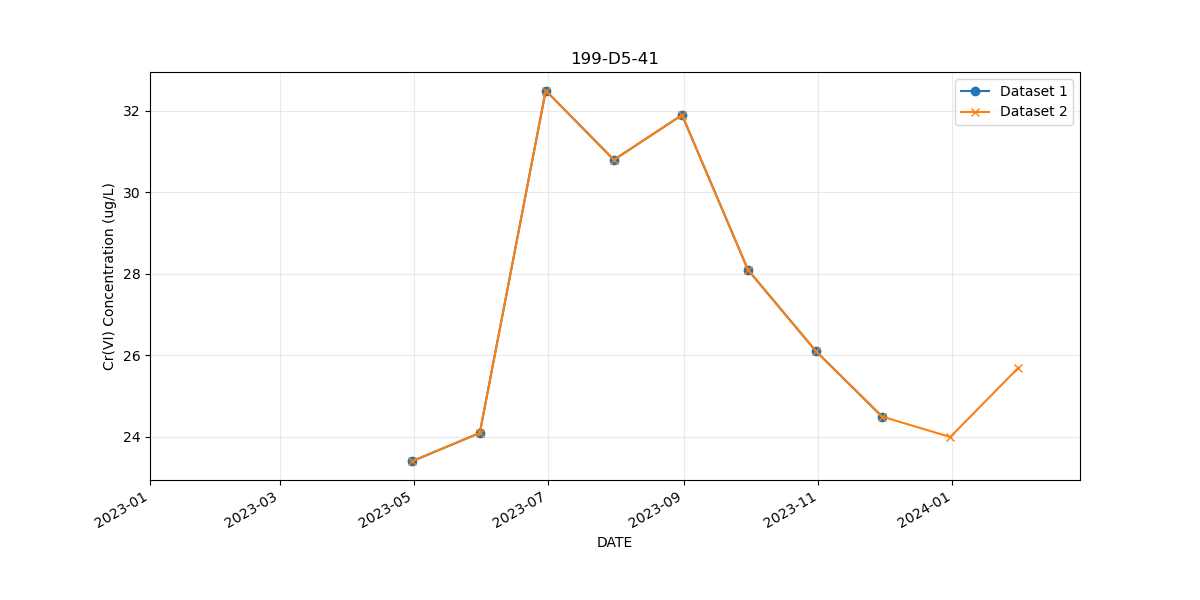 199-D5-41
Dataset 1
Dataset 2
32
30
28
26
24
Cr(VI) Concentration (ug/L)
2023-01
2023-03
2023-05
2023-07
2023-09
2023-11
2024-01
DATE